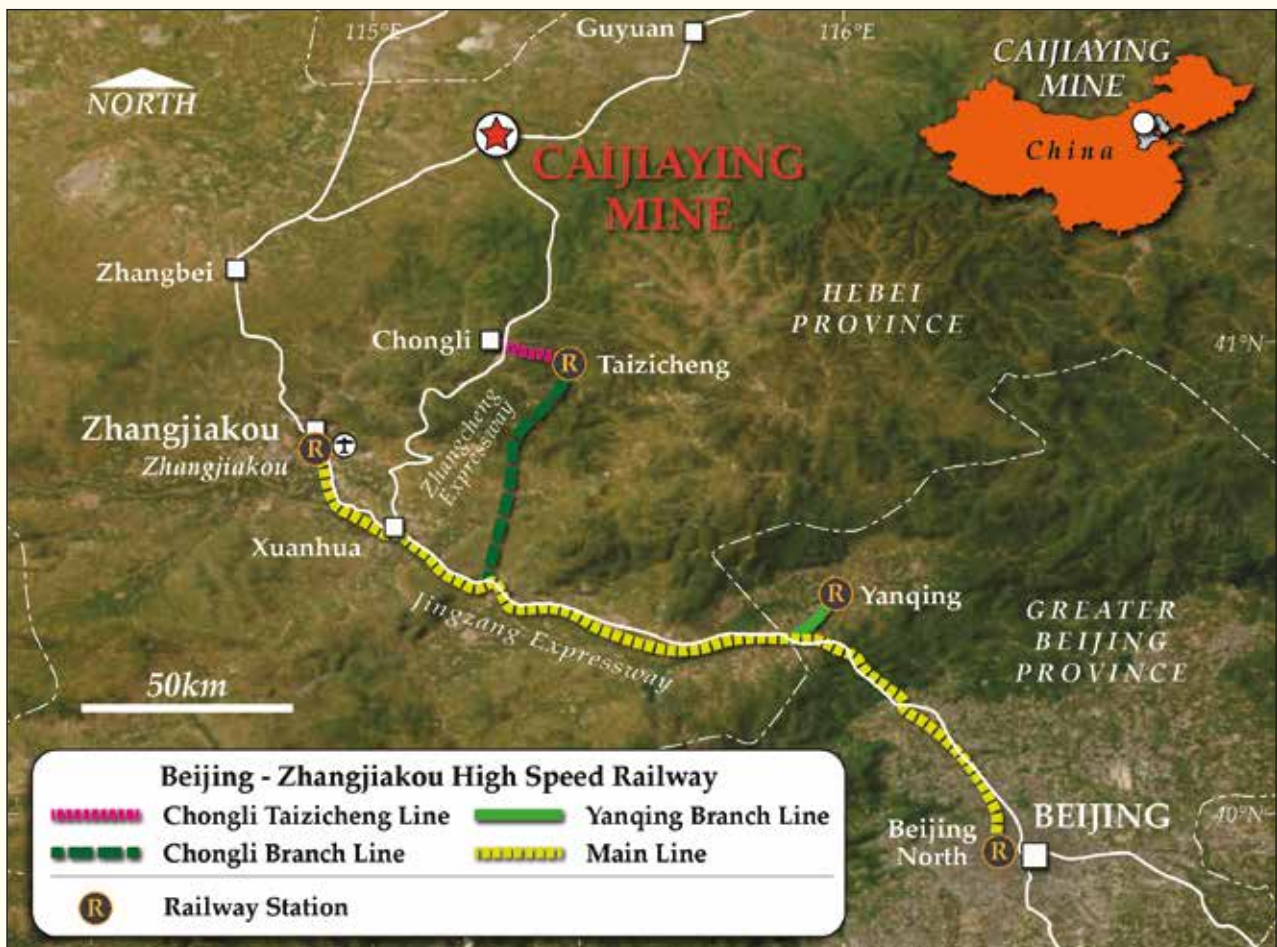 115°E
Guyuan
116°E
NORTH
CAIJIAYING
MINE
China
CAIJIAYING
MINE
Zhangbei
HEBEI
PROVINCE
Chongli
R
Taizicheng
41°N
Zhangcheng
Expressway
Zhangjiakou
R
Zhangjiakou
Xuanhua
Jingzang Expressway
R
Yanqing
GREATER
BEIJING
PROVINCE
50km
Beijing - Zhangjiakou High Speed Railway
Chongli Taizicheng Line
Yanqing Branch Line
Chongli Branch Line
Main Line
R
Railway Station
Beijing
North
R
BEIJING
40°N